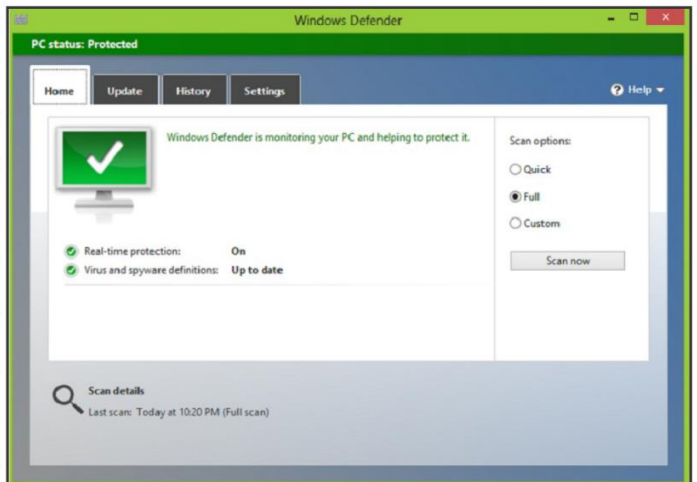 Windows Defender
PC status: Protected
Home Update History Settings Help
Windows Defender is monitoring your PC and helping to protect it.
Real-time protection: On
Virus and spyware definitions: Up to date
Scan options:
Quick
Full
Custom
Scan now
Scan details
Last scan: Today at 10:20 PM (Full scan)